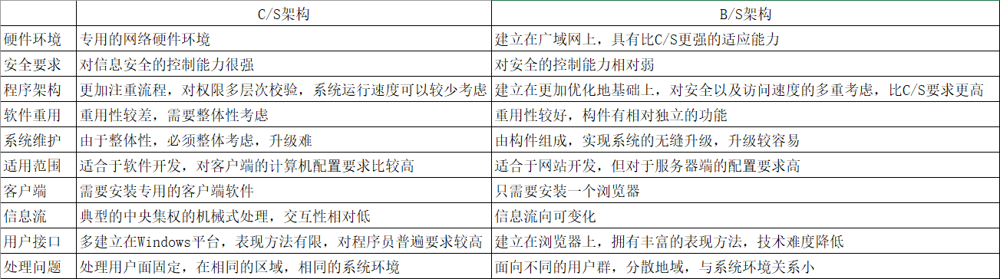 C/S架构 B/S架构
硬件环境 专用的网络硬件环境 建立在广域网上，具有比C/S更强的适应能力
安全要求 对信息安全的控制能力很强 对安全的控制能力相对弱
程序架构 更加注重流程，对权限多层次校验，系统运行速度可以较少考虑 建立在更加优化地基础上，对安全以及访问速度的多重考虑，比C/S要求更高
软件重用 重用性较差，需要整体性考虑 重用性较好，构件有相对独立的功能
系统维护 由于整体性，必须整体考虑，升级难 由构件组成，实现系统的无缝升级，升级较容易
适用范围 适合于软件开发，对客户端的计算机配置要求比较高 适合于网站开发，但对于服务器端的配置要求高
客户端 需要安装专用的客户端软件 只需要安装一个浏览器
信息流 典型的中央集权的机械式处理，交互性相对低 信息流向可变化
用户接口 多建立在Windows平台，表现方法有限，对程序员普遍要求较高 建立在浏览器上，拥有丰富的表现方法，技术难度降低
处理问题 处理用户面固定，在相同的区域，相同的系统环境 面向不同的用户群，分散地域，与系统环境关系小